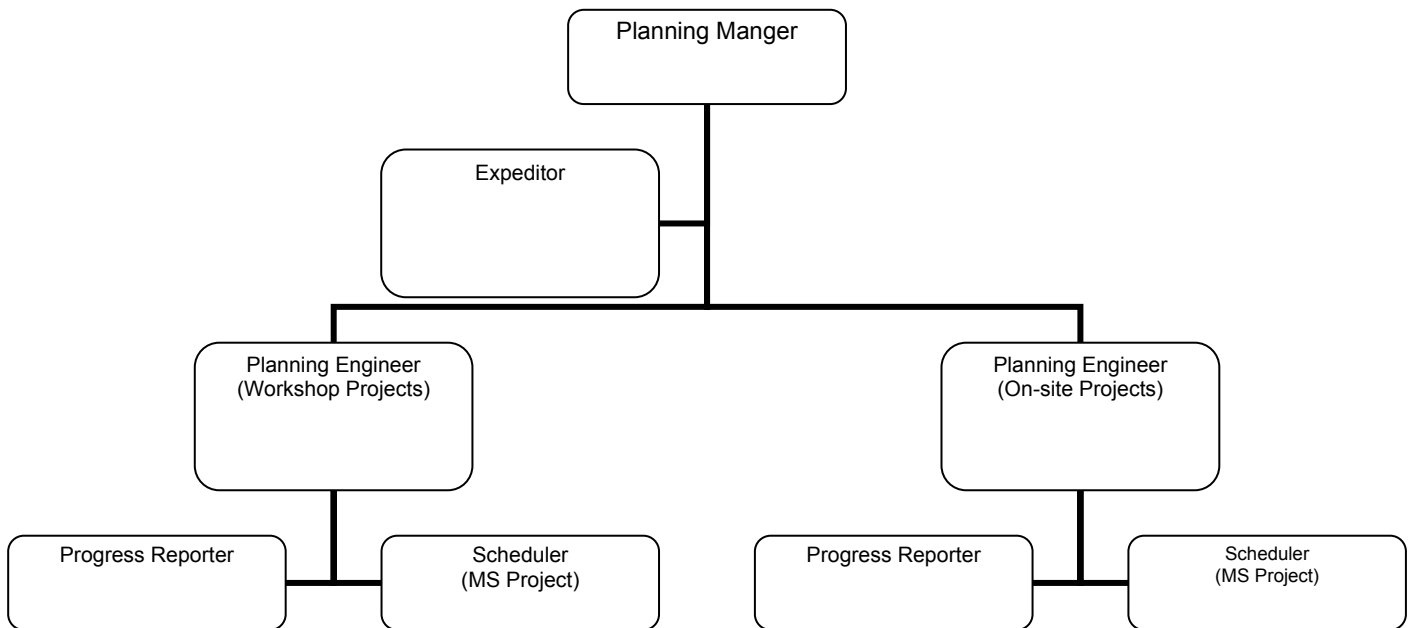 Planning Manger
Expeditor
Planning Engineer
(Workshop Projects)
Planning Engineer
(On-site Projects)
Progress Reporter
Scheduler
(MS Project)
Progress Reporter
Scheduler
(MS Project)